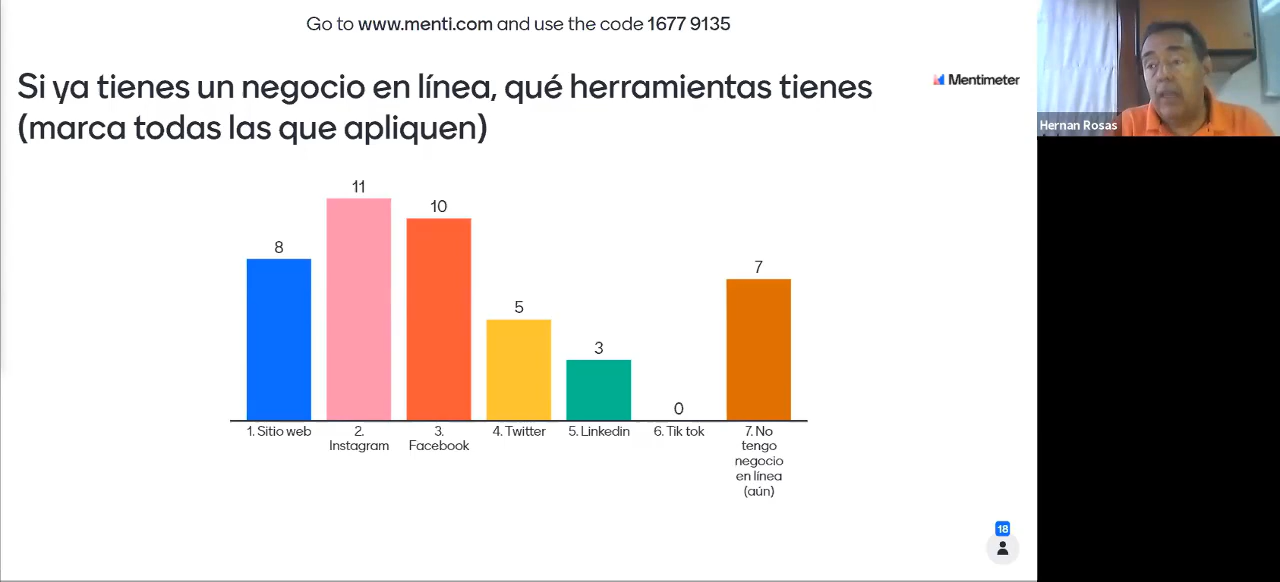 Go to www.menti.com and use the code 1677 9135
Si ya tienes un negocio en línea, qué herramientas tienes
(marca todas las que apliquen)
Mentimeter
Hernan Rosas
8
11
10
5
3
0
7
1. Sitio web
2.
Instagram
3.
Facebook
4. Twitter
5. Linkedin
6. Tik tok
7. No
tengo
negocio
en línea
(aún)
18